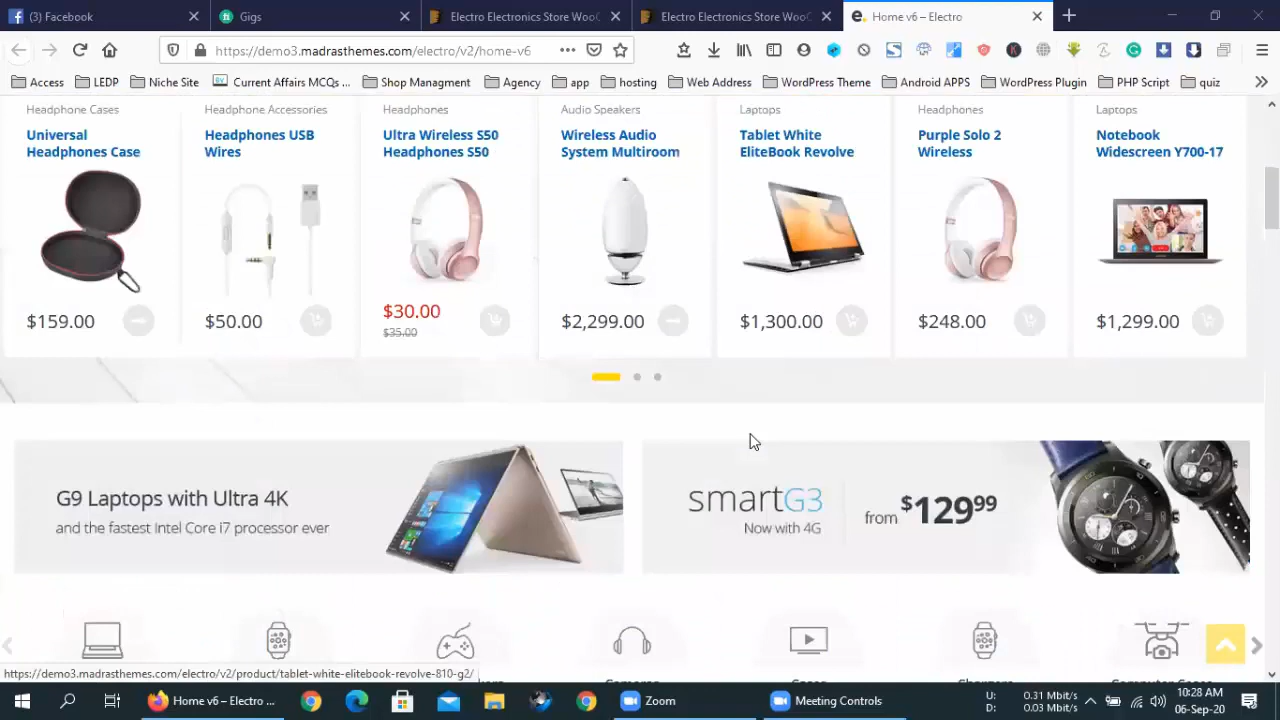 (3) Facebook
Gigs
Electro Electronics Store WooC
Electro Electronics Store WooC
Home v6 – Electro
https://demo3.madrasthemes.com/electro/v2/home-v6
Access
LEDP
Niche Site
Current Affairs MCQs ...
Shop Managment
Agency
app
hosting
Web Address
WordPress Theme
Android APPS
WordPress Plugin
PHP Script
quiz
Headphone Cases
Universal
Headphones Case
$159.00
Headphone Accessories
Headphones USB
Wires
$50.00
Headphones
Ultra Wireless S50
Headphones S50
$30.00
$35.00
Audio Speakers
Wireless Audio
System Multiroom
$2,299.00
Laptops
Tablet White
EliteBook Revolve
$1,300.00
Headphones
Purple Solo 2
Wireless
$248.00
Laptops
Notebook
Widescreen Y700-17
$1,299.00
G9 Laptops with Ultra 4K
and the fastest Intel Core i7 processor ever
smartG3
Now with 4G
from $12999
https://demo3.madrasthemes.com/electro/v2/product/tablet-white-elitebook-revolve-810-g2/
Home v6 – Electro ...
Zoom
Meeting Controls
U: 0.31 Mbit/s
D: 0.03 Mbit/s
10:28 AM
06-Sep-20